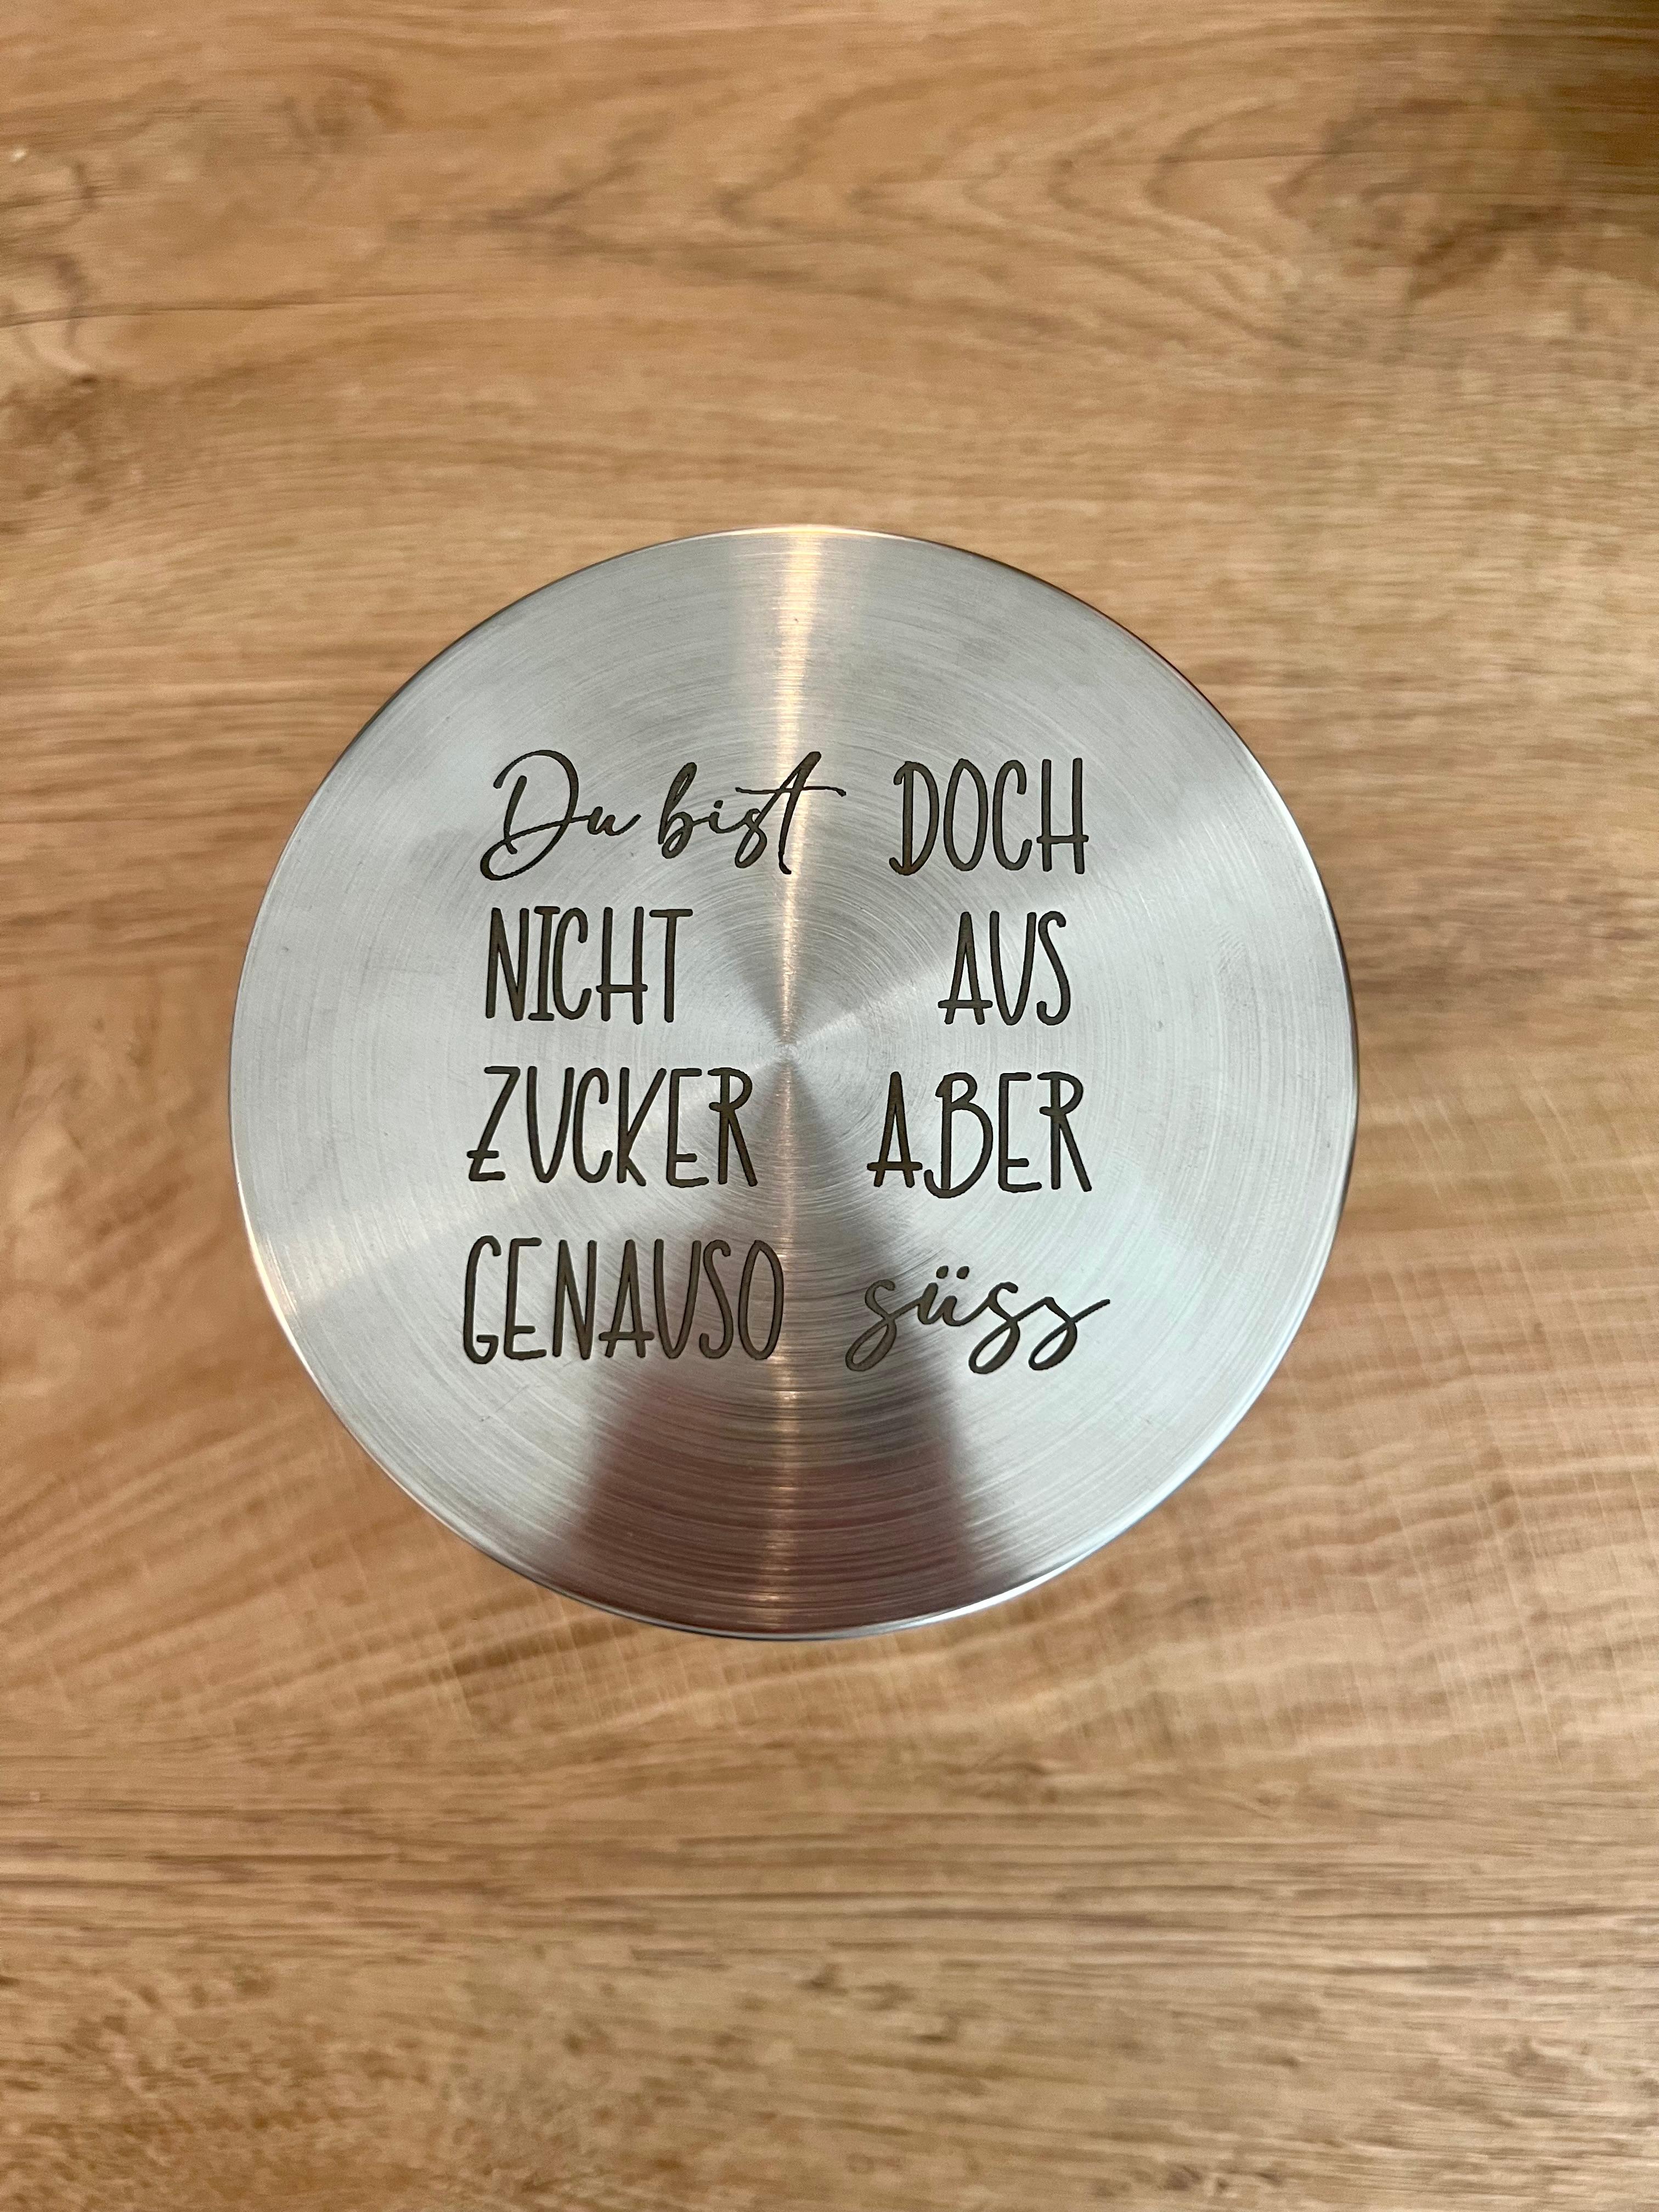 Du bist DOCH
NICHT AUS
ZUCKER ABER
GENAUSO süss